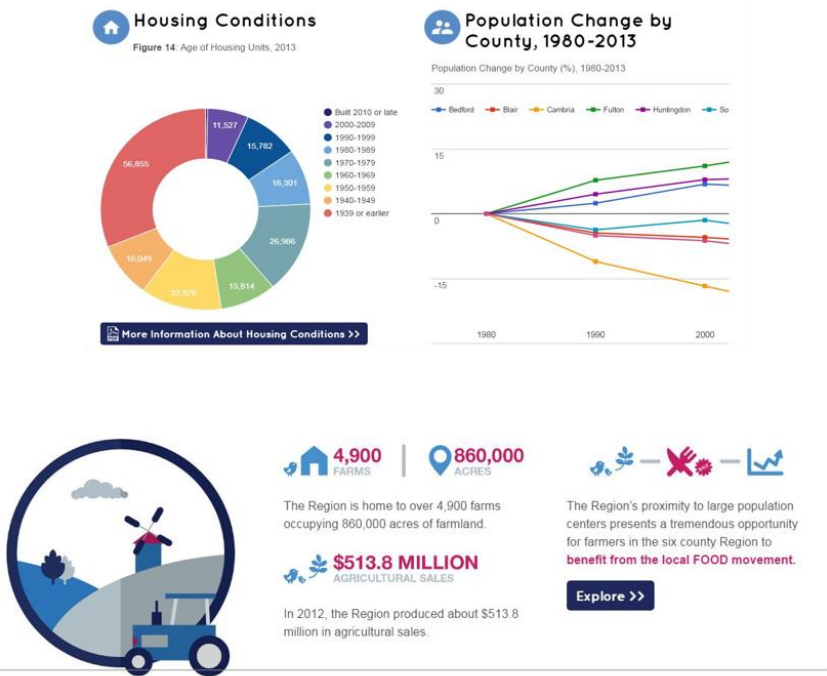 Housing Conditions
Figure 14: Age of Housing Units, 2013
11,527
15,782
16,301
26,986
15,814
16,049
56,855
Built 2010 or late
2000-2009
1990-1999
1980-1989
1970-1979
1960-1969
1950-1959
1940-1949
1939 or earlier
More Information About Housing Conditions >>
Population Change by
County, 1980-2013
Population Change by County (%), 1980-2013
30
Bedford Blair Cambria Fulton Huntingdon So
15
0
-15
1980 1990 2000
4,900
FARMS
860,000
ACRES
The Region is home to over 4,900 farms
occupying 860,000 acres of farmland.
$513.8 MILLION
AGRICULTURAL SALES
In 2012, the Region produced about $513.8
million in agricultural sales.
The Region's proximity to large population
centers presents a tremendous opportunity
for farmers in the six county Region to
benefit from the local FOOD movement.
Explore >>